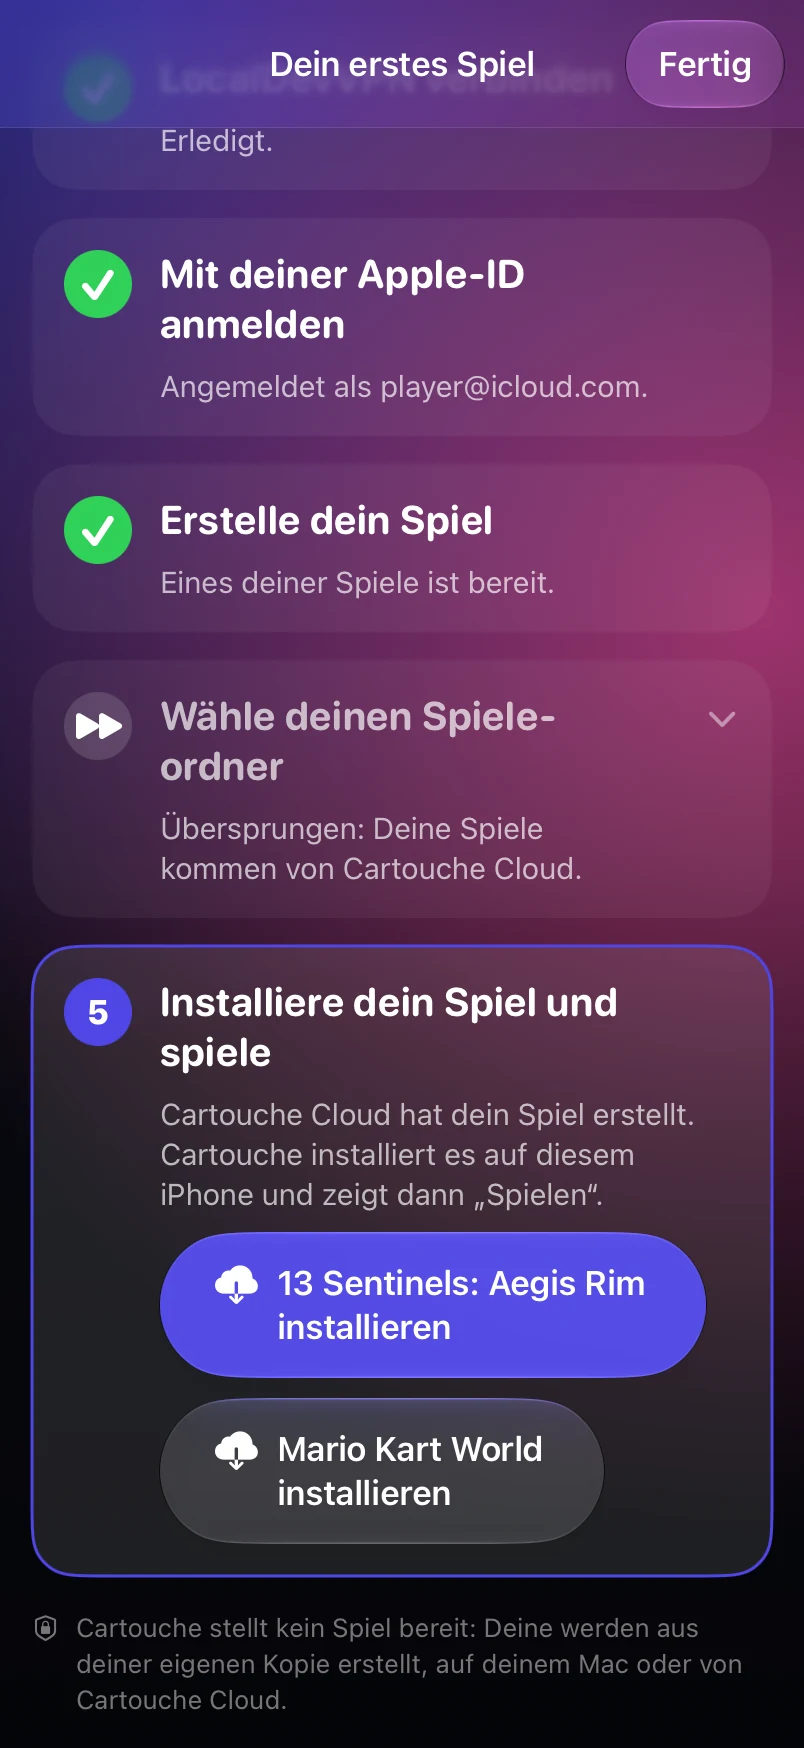 Dein erstes Spiel
Fertig
LocalDevVPN verbinden
Erledigt.
Mit deiner Apple-ID
anmelden
Angemeldet als player@icloud.com.
Erstelle dein Spiel
Eines deiner Spiele ist bereit.
Wähle deinen Spiele-
ordner
Übersprungen: Deine Spiele
kommen von Cartouche Cloud.
5
Installiere dein Spiel und
spiele
Cartouche Cloud hat dein Spiel erstellt.
Cartouche installiert es auf diesem
iPhone und zeigt dann „Spielen“.
13 Sentinels: Aegis Rim
installieren
Mario Kart World
installieren
Cartouche stellt kein Spiel bereit: Deine werden aus
deiner eigenen Kopie erstellt, auf deinem Mac oder von
Cartouche Cloud.